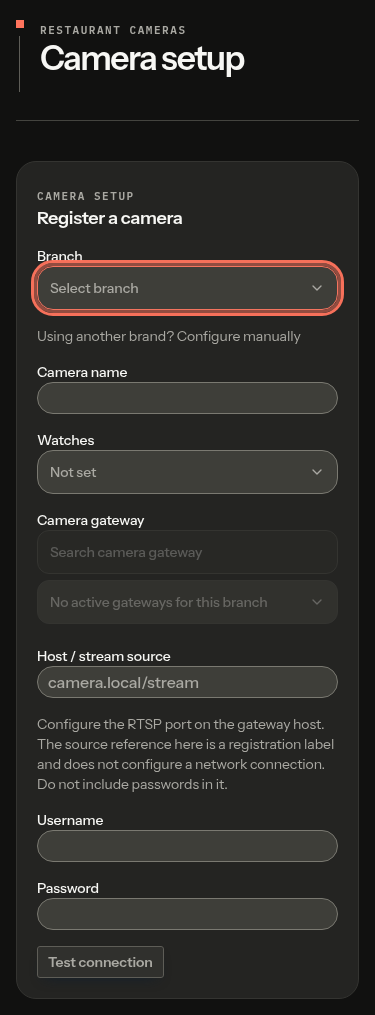 RESTAURANT CAMERAS
Camera setup
CAMERA SETUP
Register a camera
Branch
Select branch
Using another brand? Configure manually
Camera name
Watches
Not set
Camera gateway
Search camera gateway
No active gateways for this branch
Host / stream source
camera.local/stream
Configure the RTSP port on the gateway host.
The source reference here is a registration label
and does not configure a network connection.
Do not include passwords in it.
Username
Password
Test connection